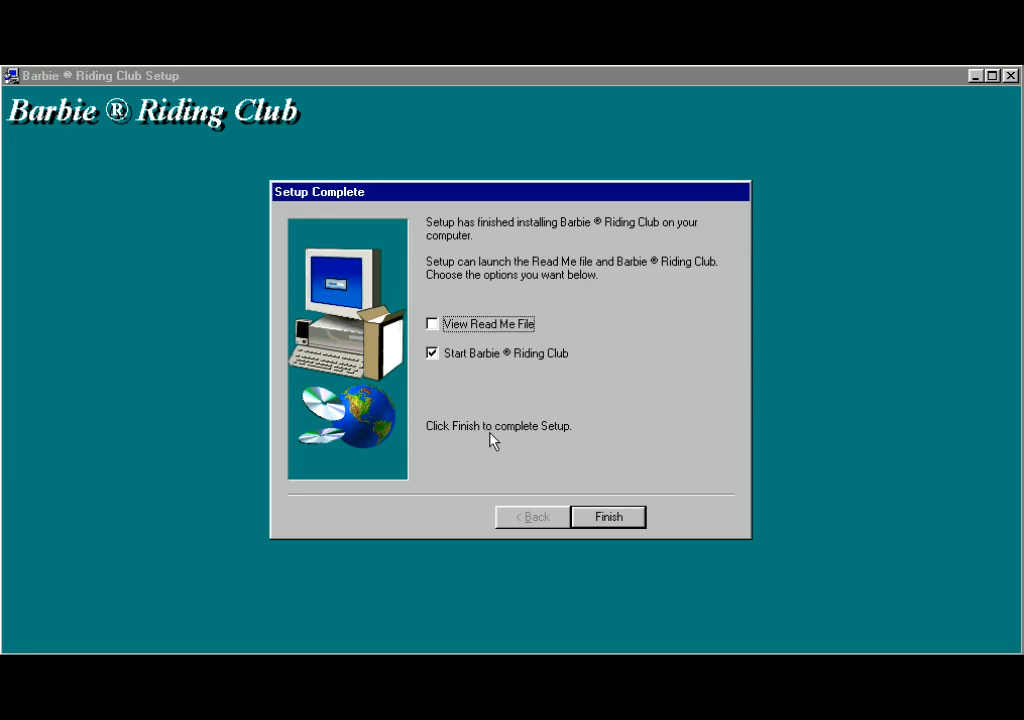 Barbie ® Riding Club Setup
Barbie ® Riding Club
Setup Complete
Setup has finished installing Barbie ® Riding Club on your
computer.
Setup can launch the Read Me file and Barbie ® Riding Club.
Choose the options you want below.
View Read Me File
Start Barbie ® Riding Club
Click Finish to complete Setup.
< Back
Finish